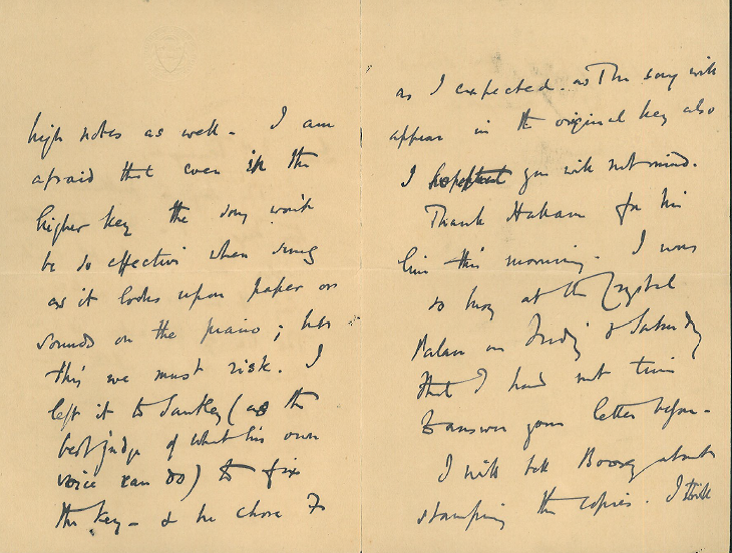 high notes as well - I am
afraid that even in the
higher key the song won't
be so effective when sung
as it looks upon paper or
sounds on the piano; but
this we must risk. I
left it to Santley (as the
best judge of what his own
voice can do) to fix
the key - & he chose F
as I expected - The song will
appear in the original key also
I you will not mind.
Thank for his
line this morning. I was
so busy at the Crystal
Palace on Friday & Saturday
that I had not time
to answer your letter before -
I will tell Boosey about
stamping the copies. I think